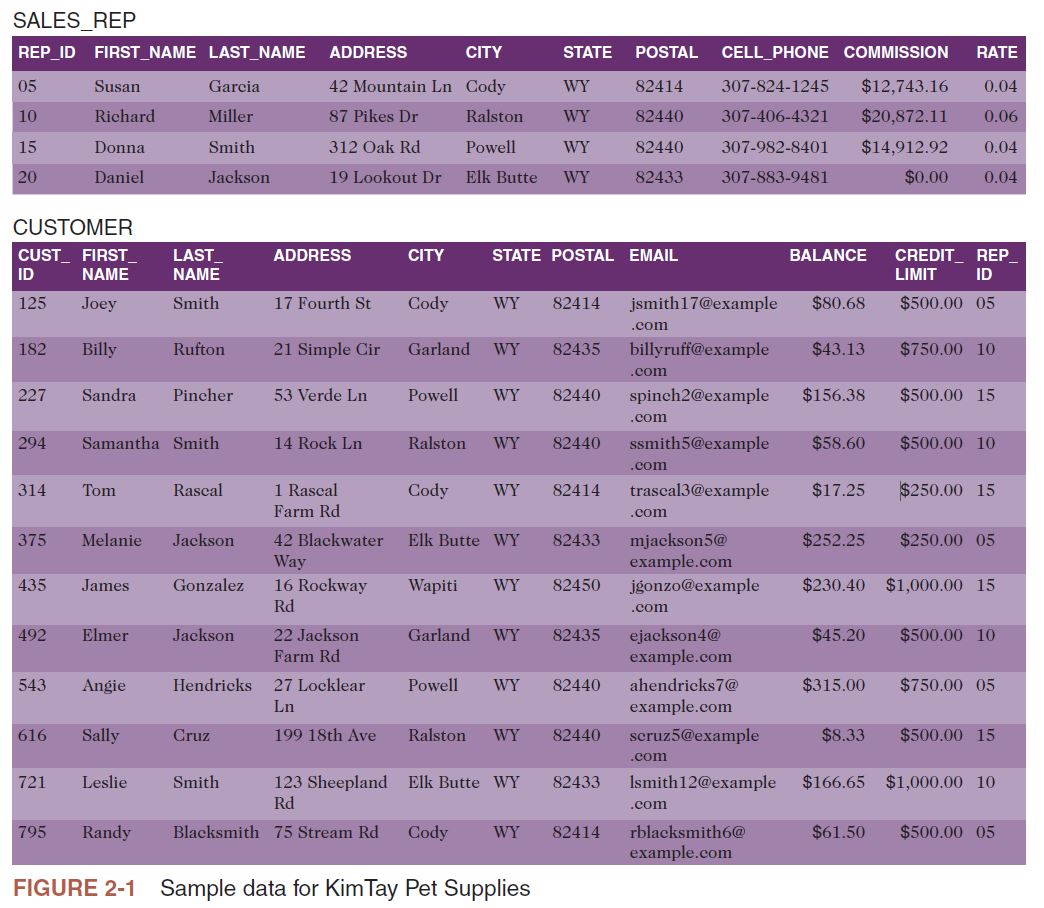 SALES_REP
REP_ID FIRST_NAME LAST_NAME ADDRESS CITY STATE POSTAL CELL_PHONE COMMISSION RATE
05 Susan Garcia 42 Mountain Ln Cody WY 82414 307-824-1245 $12,743.16 0.04
10 Richard Miller 87 Pikes Dr Ralston WY 82440 307-406-4321 $20,872.11 0.06
15 Donna Smith 312 Oak Rd Powell WY 82440 307-982-8401 $14,912.92 0.04
20 Daniel Jackson 19 Lookout Dr Elk Butte WY 82433 307-883-9481 $0.00 0.04
CUSTOMER
CUST_ FIRST_ LAST_ ADDRESS CITY STATE POSTAL EMAIL BALANCE CREDIT_ REP_
ID NAME NAME LIMIT ID
125 Joey Smith 17 Fourth St Cody WY 82414 jsmith17@example $80.68 $500.00 05
.com
182 Billy Rufton 21 Simple Cir Garland WY 82435 billyruff@example $43.13 $750.00 10
.com
227 Sandra Pincher 53 Verde Ln Powell WY 82440 spinch2@example $156.38 $500.00 15
.com
294 Samantha Smith 14 Rock Ln Ralston WY 82440 ssmith5@example $58.60 $500.00 10
.com
314 Tom Rascal 1 Rascal Cody WY 82414 trascal3@example $17.25 $250.00 15
Farm Rd .com
375 Melanie Jackson 42 Blackwater Elk Butte WY 82433 mjackson5@ $252.25 $250.00 05
Way example.com
435 James Gonzalez 16 Rockway Wapiti WY 82450 jgonzo@example $230.40 $1,000.00 15
Rd .com
492 Elmer Jackson 22 Jackson Garland WY 82435 ejackson4@ $45.20 $500.00 10
Farm Rd example.com
543 Angie Hendricks 27 Locklear Powell WY 82440 ahendricks7@ $315.00 $750.00 05
Ln example.com
616 Sally Cruz 199 18th Ave Ralston WY 82440 scruz5@example $8.33 $500.00 15
.com
721 Leslie Smith 123 Sheepland Elk Butte WY 82433 lsmith12@example $166.65 $1,000.00 10
Rd .com
795 Randy Blacksmith 75 Stream Rd Cody WY 82414 rblacksmith6@ $61.50 $500.00 05
example.com
FIGURE 2-1 Sample data for KimTay Pet Supplies